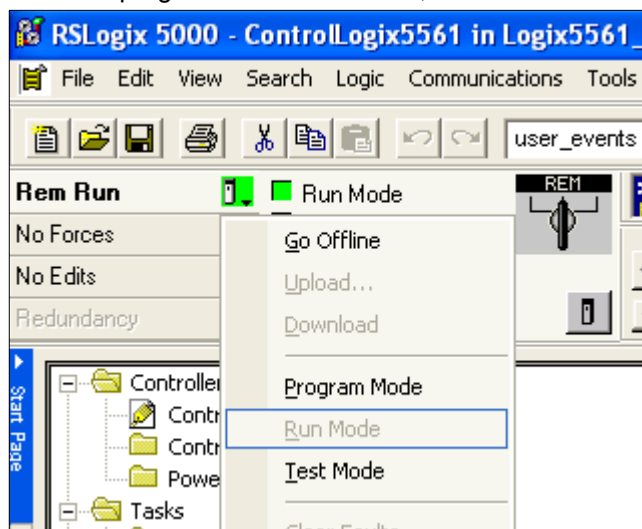 RSLogix 5000 - ControlLogix5561 in Logix5561_
File Edit View Search Logic Communications Tools
user_events
Rem Run
Run Mode
REM
No Forces
No Edits
Redundancy
Go Offline
Upload...
Download
Program Mode
Run Mode
Test Mode
Start Page
Controller
Contr
Contr
Powe
Tasks